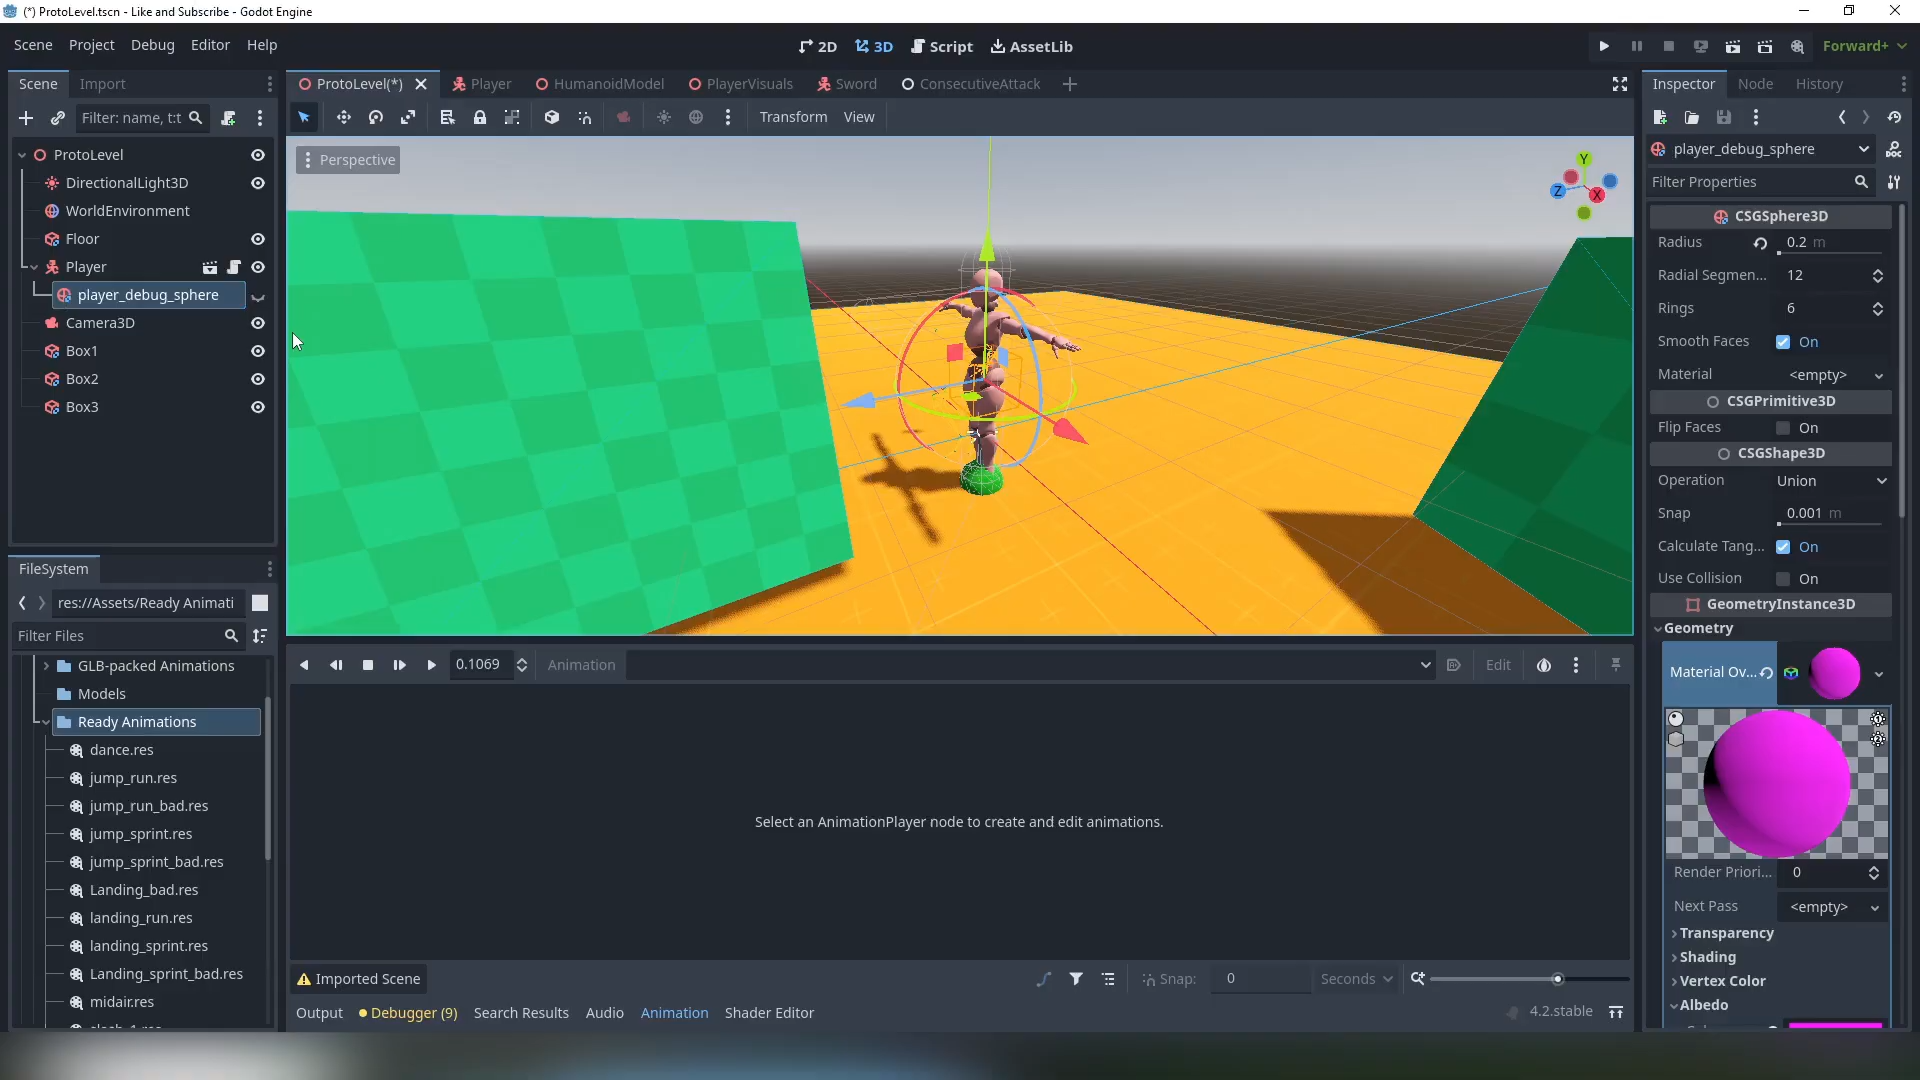 (*) ProtoLevel.tscn - Like and Subscribe - Godot Engine
Scene Project Debug Editor Help
2D 3D Script AssetLib
Forward+
Scene Import
Filter: name, t:t
ProtoLevel
DirectionalLight3D
WorldEnvironment
Floor
Player
player_debug_sphere
Camera3D
Box1
Box2
Box3
FileSystem
res://Assets/Ready Animati
Filter Files
GLB-packed Animations
Models
Ready Animations
dance.res
jump_run.res
jump_run_bad.res
jump_sprint.res
jump_sprint_bad.res
Landing_bad.res
landing_run.res
landing_sprint.res
Landing_sprint_bad.res
midair.res
ProtoLevel(*) Player HumanoidModel PlayerVisuals Sword ConsecutiveAttack
Transform View
Perspective
Y
Z
X
0.1069 Animation Edit
Select an AnimationPlayer node to create and edit animations.
Imported Scene Snap: 0 Seconds
Output Debugger (9) Search Results Audio Animation Shader Editor 4.2.stable
Inspector Node History
player_debug_sphere
Filter Properties
CSGSphere3D
Radius 0.2 m
Radial Segmen... 12
Rings 6
Smooth Faces On
Material <empty>
CSGPrimitive3D
Flip Faces On
CSGShape3D
Operation Union
Snap 0.001 m
Calculate Tang... On
Use Collision On
GeometryInstance3D
Geometry
Material Ov...
Render Priori... 0
Next Pass <empty>
Transparency
Shading
Vertex Color
Albedo